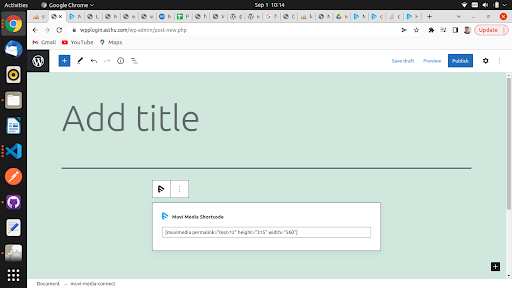 Activities
Google Chrome
Sep 1 10:14
wpplugin.asthx.com/wp-admin/post-new.php
Update
Gmail
YouTube
Maps
Save draft
Preview
Publish
Add title
Muvi Media Shortcode
[muvimedia permalink="test-12" height="315" width="560"]
Document → muvi-media-connect